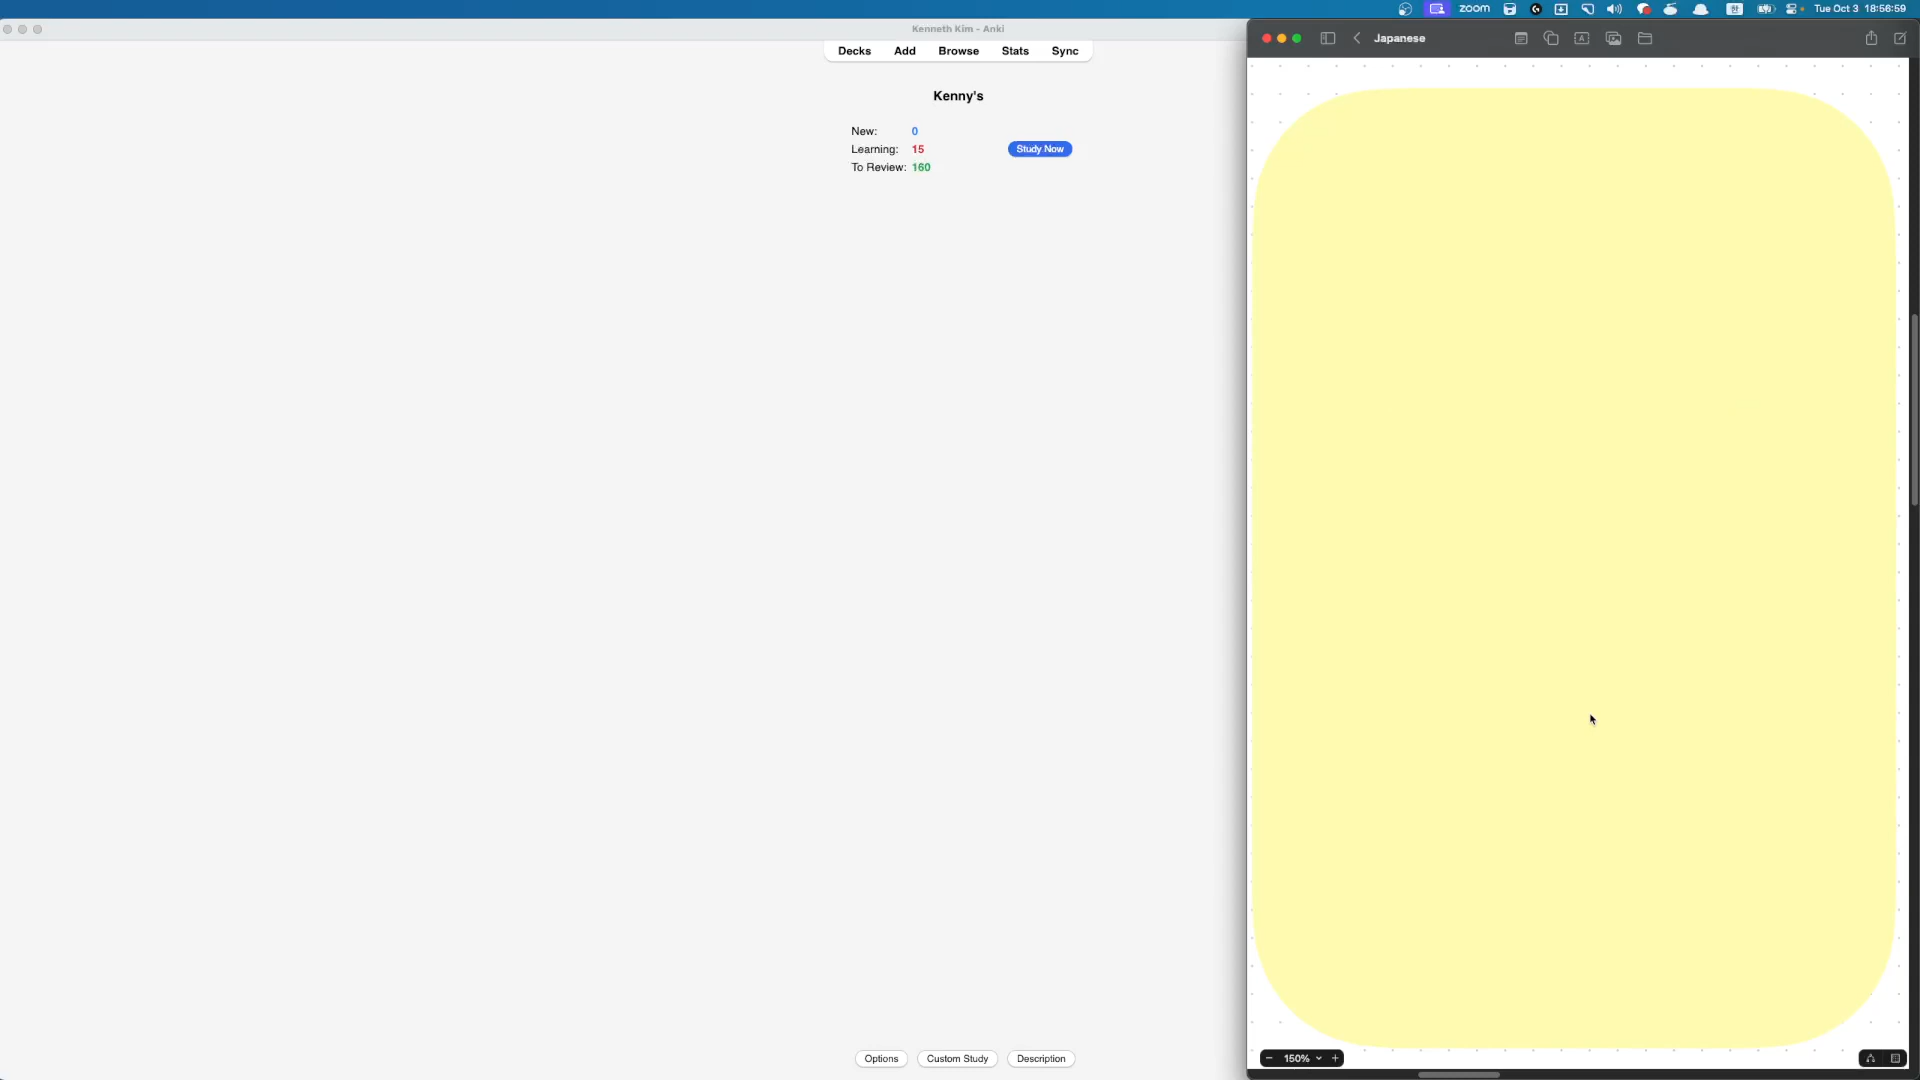 zoom
한
Tue Oct 3 18:56:59
Kenneth Kim - Anki
Decks Add Browse Stats Sync
Japanese
Kenny's
New: 0
Learning: 15
Study Now
To Review: 160
Options
Custom Study
Description
150%